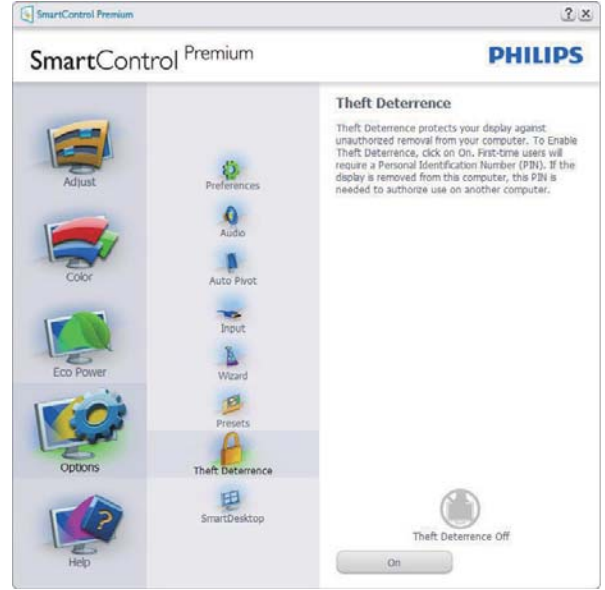 SmartControl Premium
SmartControl Premium
PHILIPS
Adjust
Color
Eco Power
Options
Help
Preferences
Audio
Auto Pivot
Input
Wizard
Presets
Theft Deterrence
SmartDesktop
Theft Deterrence
Theft Deterrence protects your display against
unauthorized removal from your computer. To Enable
Theft Deterrence, click on On. First-time users will
require a Personal Identification Number (PIN). If the
display is removed from this computer, this PIN is
needed to authorize use on another computer.
Theft Deterrence Off
On